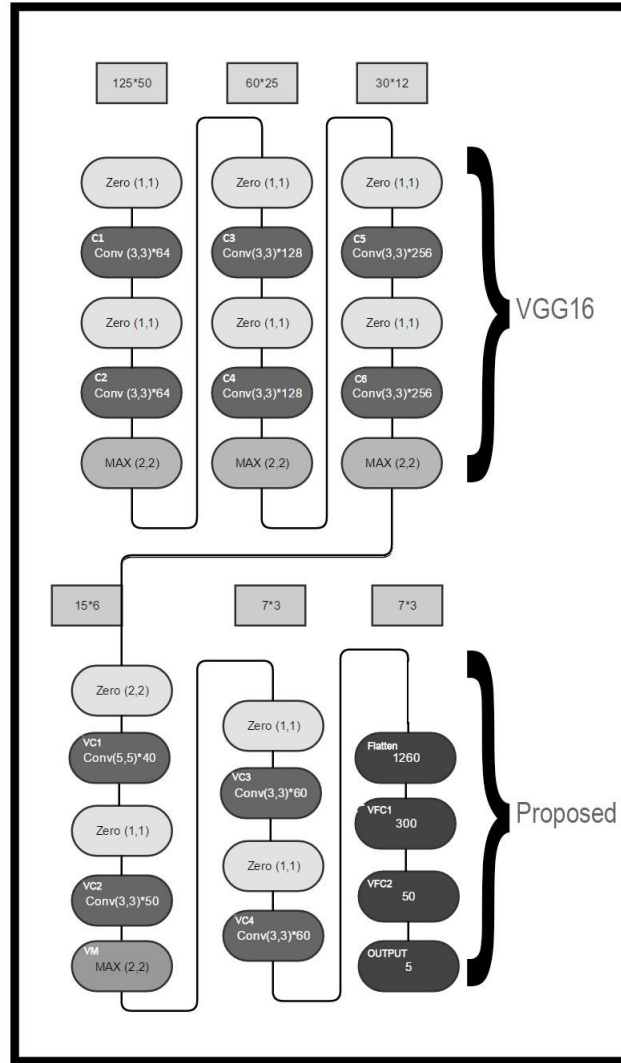 125*50
60*25
30*12
Zero (1,1)
C1
Conv (3,3)*64
Zero (1,1)
C2
Conv (3,3)*64
MAX (2,2)
Zero (1,1)
C3
Conv (3,3)*128
Zero (1,1)
C4
Conv (3,3)*128
MAX (2,2)
Zero (1,1)
C5
Conv (3,3)*256
Zero (1,1)
C6
Conv (3,3)*256
MAX (2,2)
VGG16
15*6
7*3
7*3
Zero (2,2)
VC1
Conv(5,5)*40
Zero (1,1)
VC2
Conv(3,3)*50
VM
MAX (2,2)
Zero (1,1)
VC3
Conv(3,3)*60
Zero (1,1)
VC4
Conv(3,3)*60
Flatten
1260
VFC1
300
VFC2
50
OUTPUT
5
Proposed